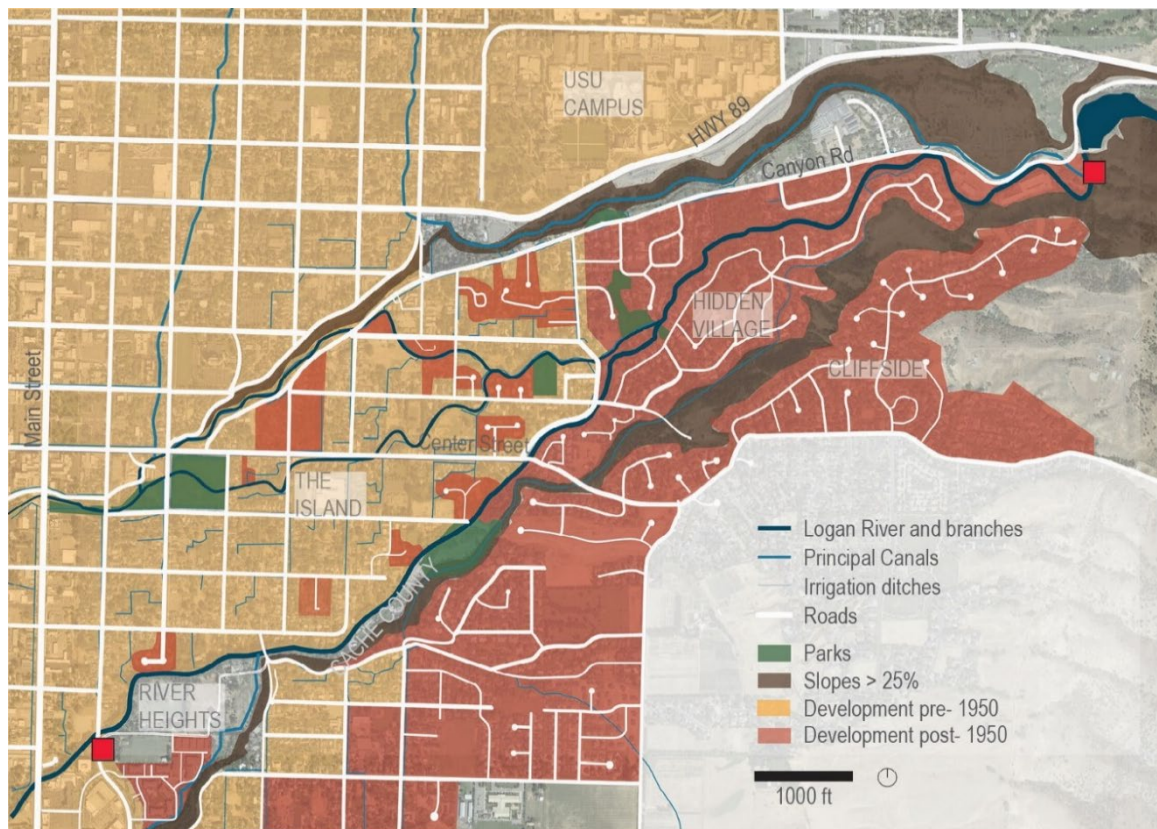 USU
CAMPUS
HWY 89
Canyon Rd
HIDDEN
VILLAGE
CLIFFSIDE
Main Street
Center Street
THE
ISLAND
CACHE COUNTY
RIVER
HEIGHTS
Logan River and branches
Principal Canals
Irrigation ditches
Roads
Parks
Slopes > 25%
Development pre- 1950
Development post- 1950
1000 ft